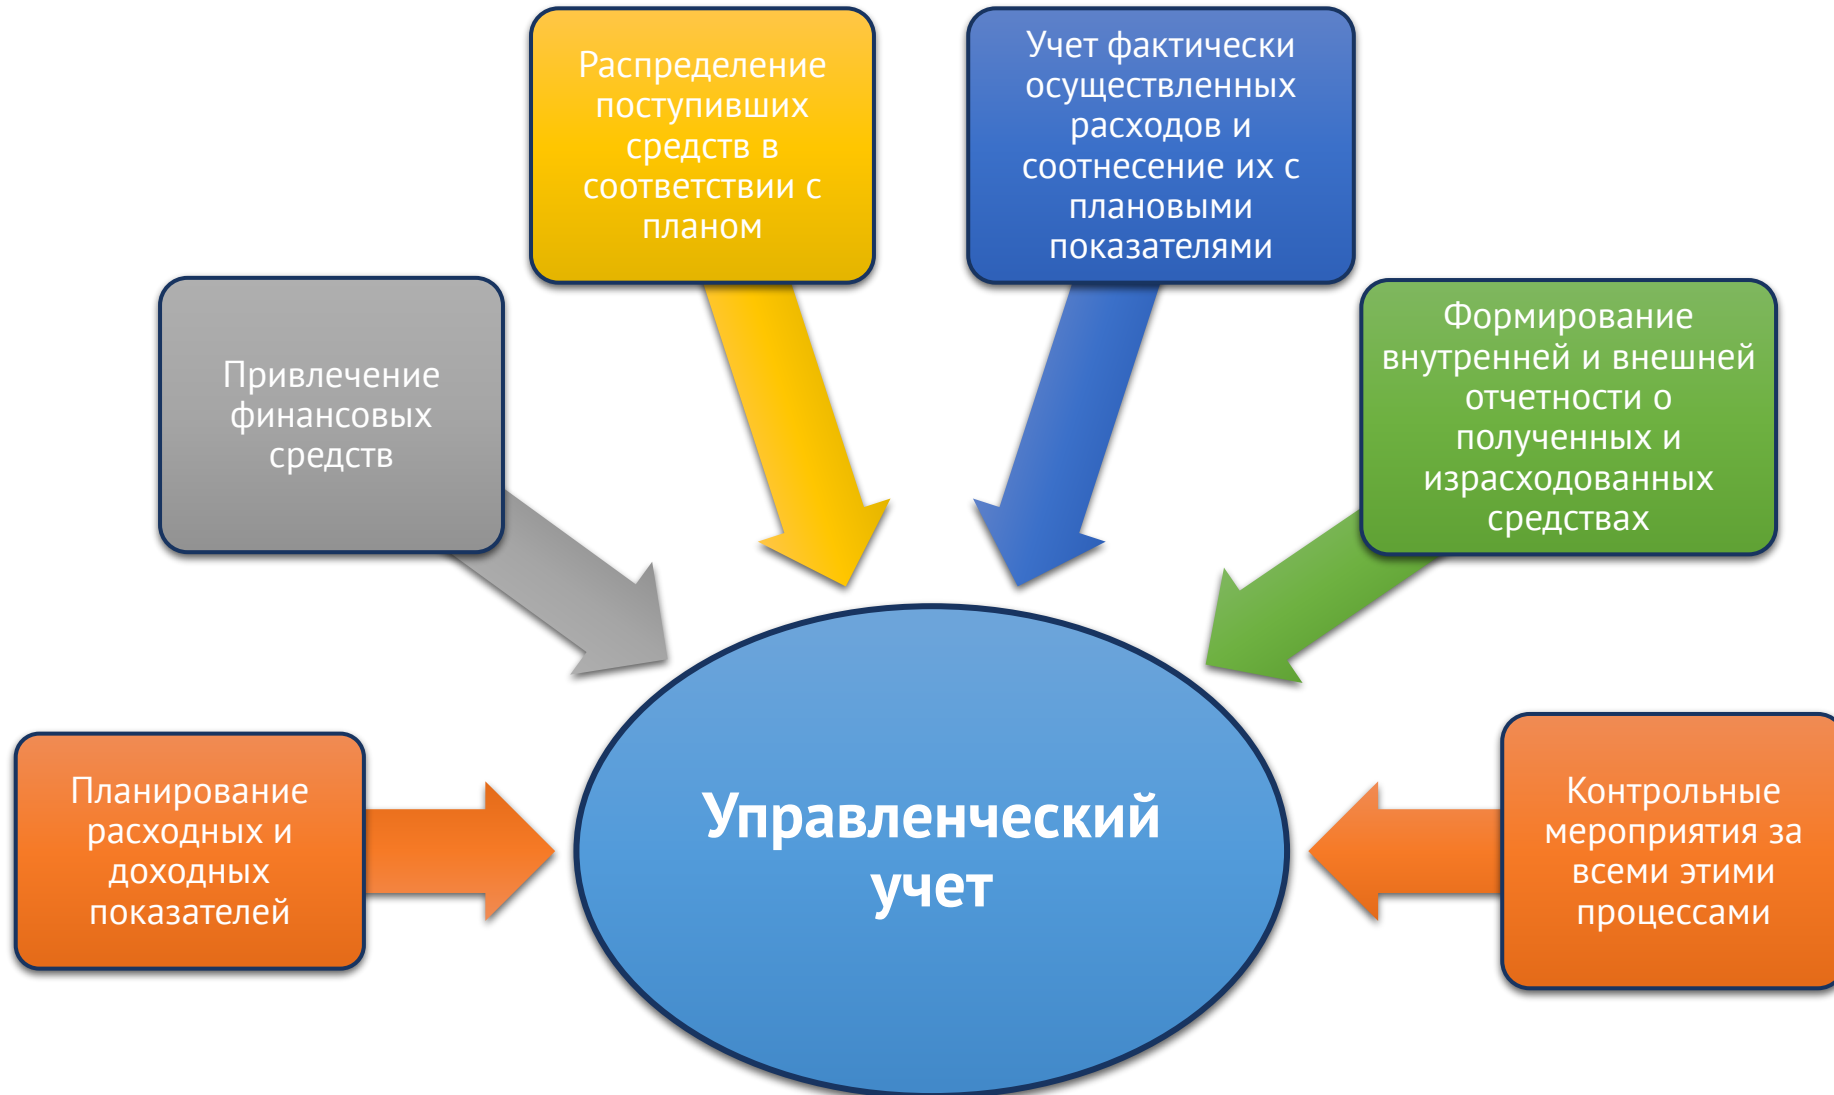 Распределение
поступивших
средств в
соответствии с
планом
Учет фактически
осуществленных
расходов и
соотнесение их с
плановыми
показателями
Привлечение
финансовых
средств
Формирование
внутренней и внешней
отчетности о
полученных и
израсходованных
средствах
Планирование
расходных и
доходных
показателей
Управленческий
учет
Контрольные
мероприятия за
всеми этими
процессами